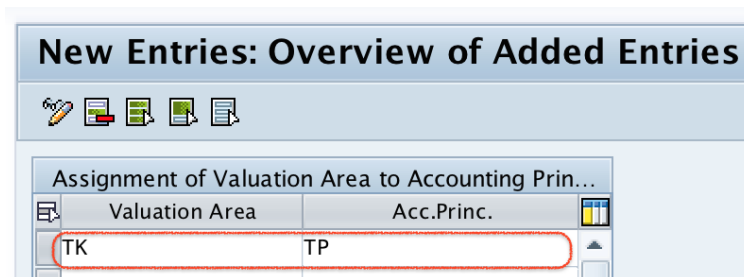 New Entries: Overview of Added Entries
Assignment of Valuation Area to Accounting Prin...
Valuation Area Acc.Princ.
TK TP